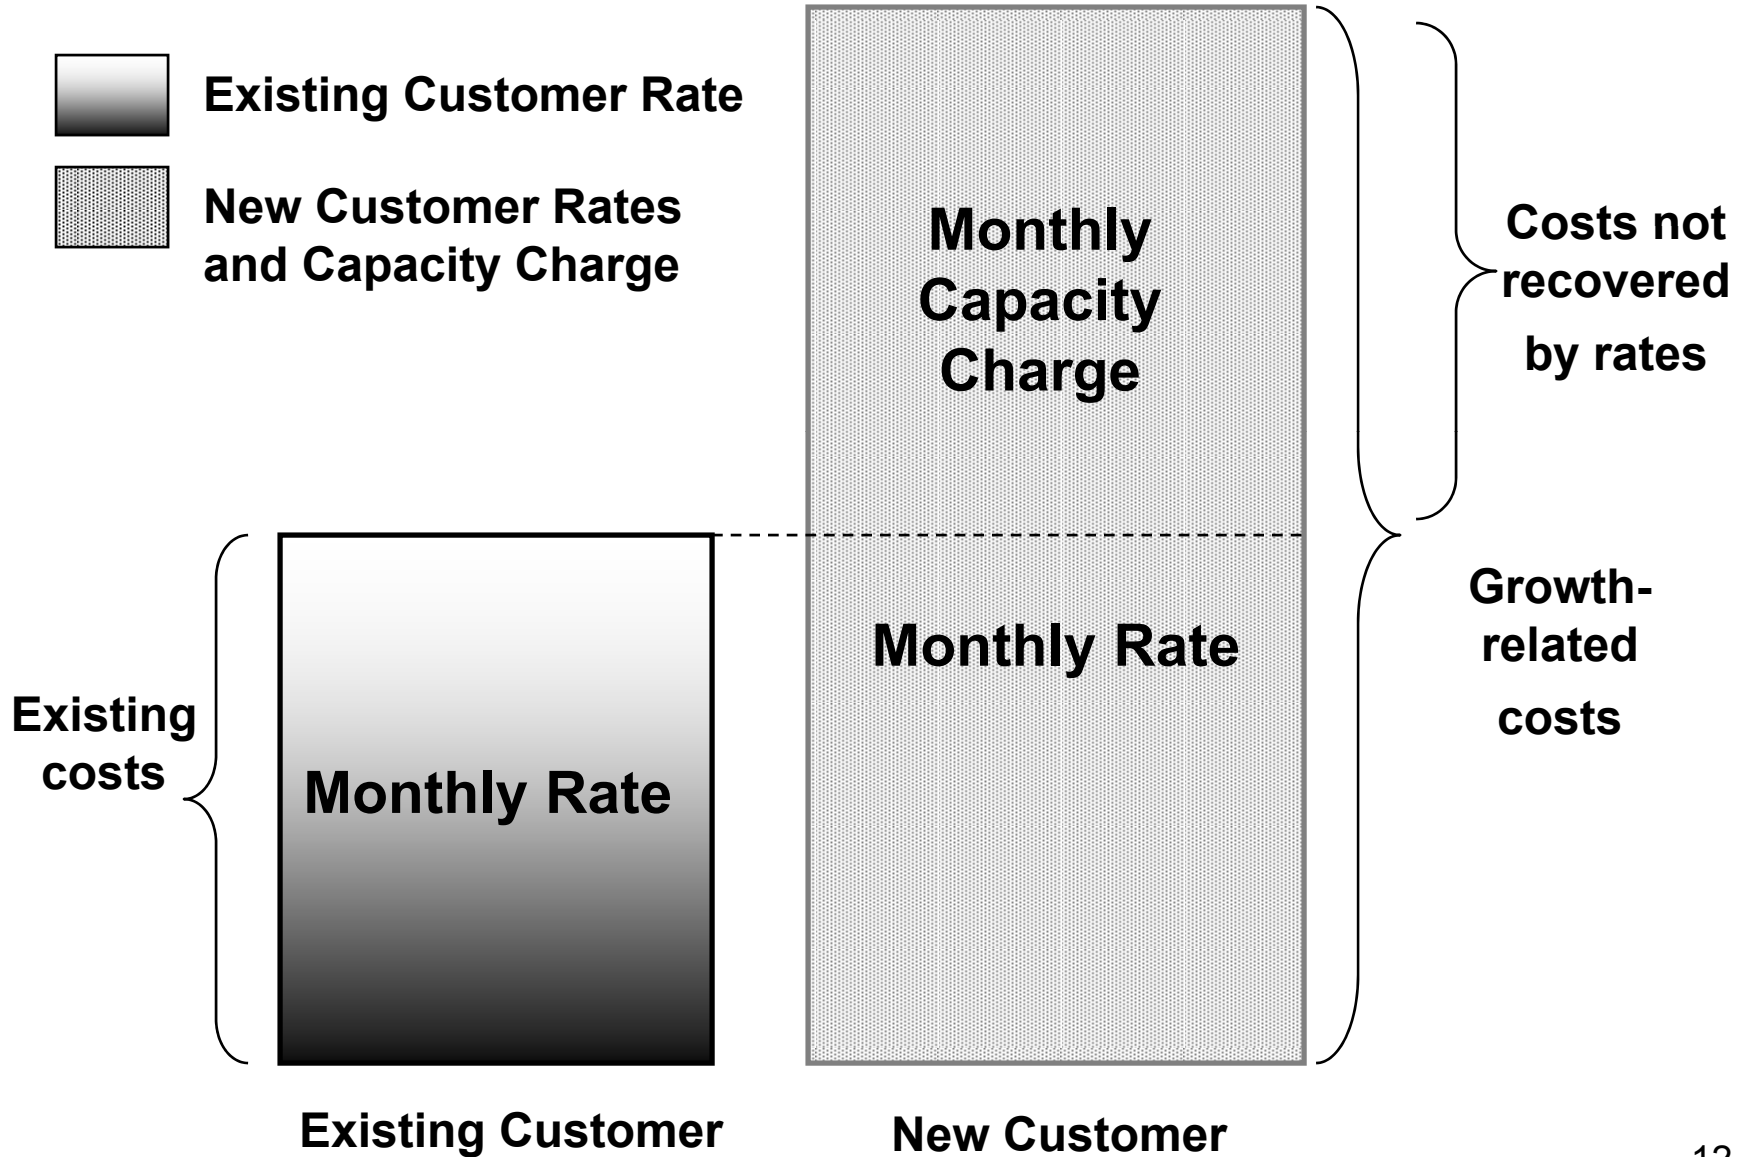 Existing Customer Rate
New Customer Rates
and Capacity Charge
Monthly
Capacity
Charge
Costs not
recovered
by rates
Monthly Rate
Growth-
related
costs
Existing
costs
Monthly Rate
Existing Customer
New Customer
12